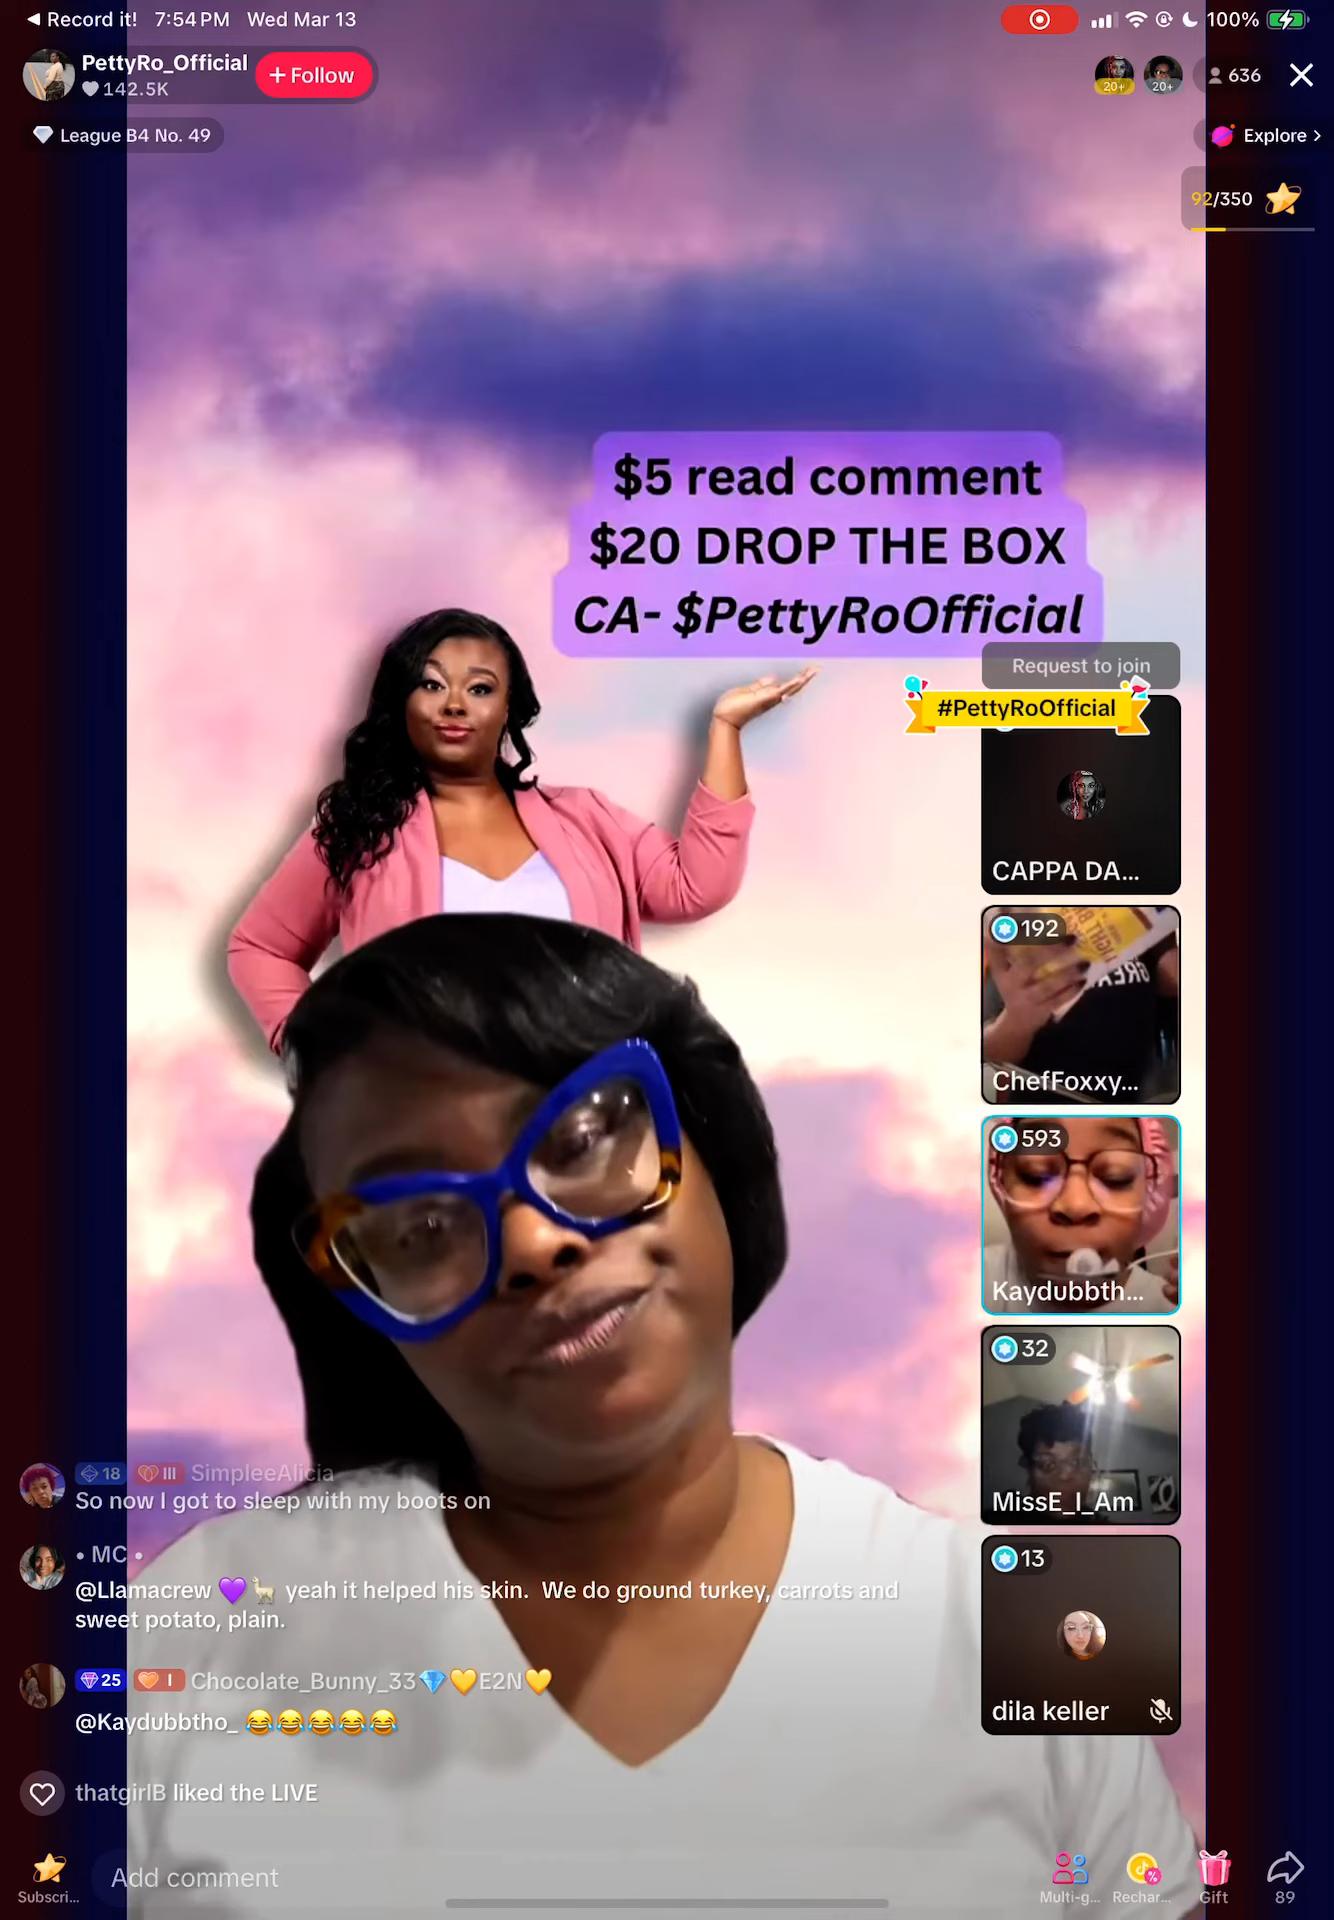 Record it! 7:54 PM Wed Mar 13 100%
PettyRo_Official
142.5K
+ Follow
20+ 20+ 636
League B4 No. 49
Explore >
92/350
$5 read comment
$20 DROP THE BOX
CA- $PettyRoOfficial
Request to join
#PettyRoOfficial
CAPPA DA...
192
ChefFoxxy...
593
Kaydubbth...
32
MissE_I_Am
13
dila keller
18 III SimpleeAlicia
So now I got to sleep with my boots on
• MC •
@Llamacrew 💜🦙 yeah it helped his skin. We do ground turkey, carrots and
sweet potato, plain.
25 I Chocolate_Bunny_33💎💛E2N💛
@Kaydubbtho_ 😂😂😂😂😂
thatgirlB liked the LIVE
Subscri...
Add comment
Multi-g...
Rechar...
Gift
89